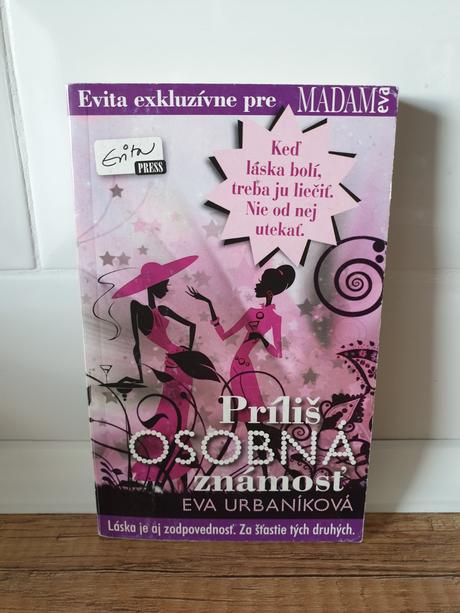 Evita exkluzívne pre MADAM eva
Evita
PRESS
Keď
láska bolí,
treba ju liečiť.
Nie od nej
utekať.
Príliš
OSOBNÁ
známosť
EVA URBANÍKOVÁ
Láska je aj zodpovednosť. Za šťastie tých druhých.